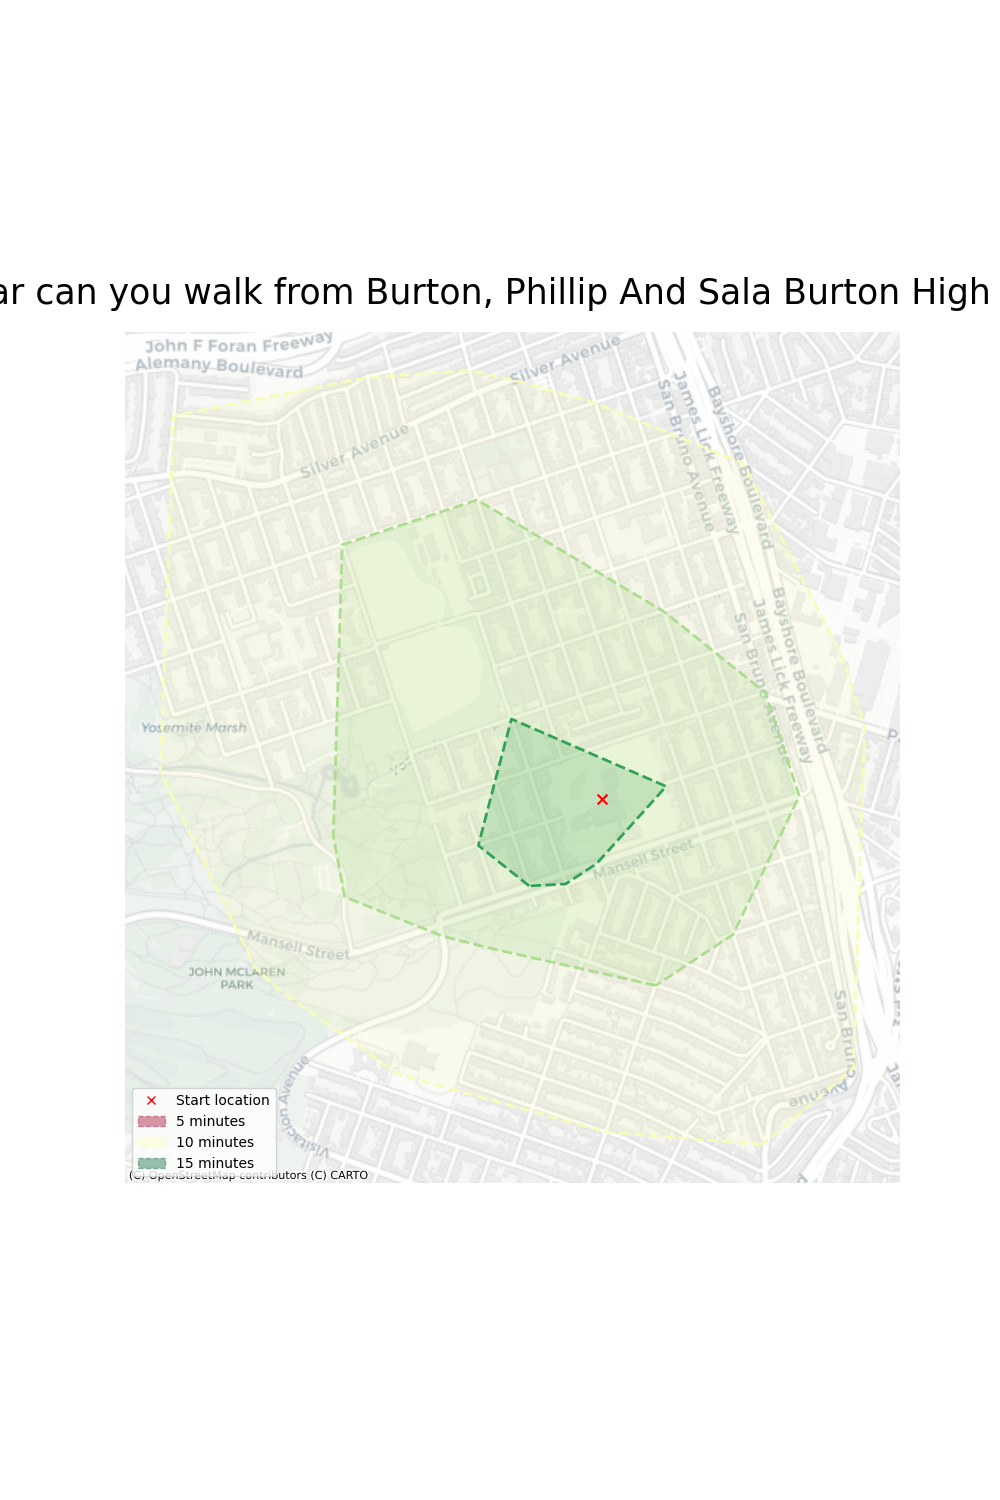 ar can you walk from Burton, Phillip And Sala Burton High
John F Foran Freeway
Alemany Boulevard
Silver Avenue
Silver Avenue
James Lick Freeway
San Bruno Avenue
Bayshore Boulevard
Bayshore Boulevard
James Lick Freeway
San Bruno Avenue
Yosemite Marsh
Mansell Street
Mansell Street
JOHN MCLAREN
PARK
San Bruno
Avenue
Visitacion Avenue
Start location
5 minutes
10 minutes
15 minutes
(C) OpenStreetMap contributors (C) CARTO